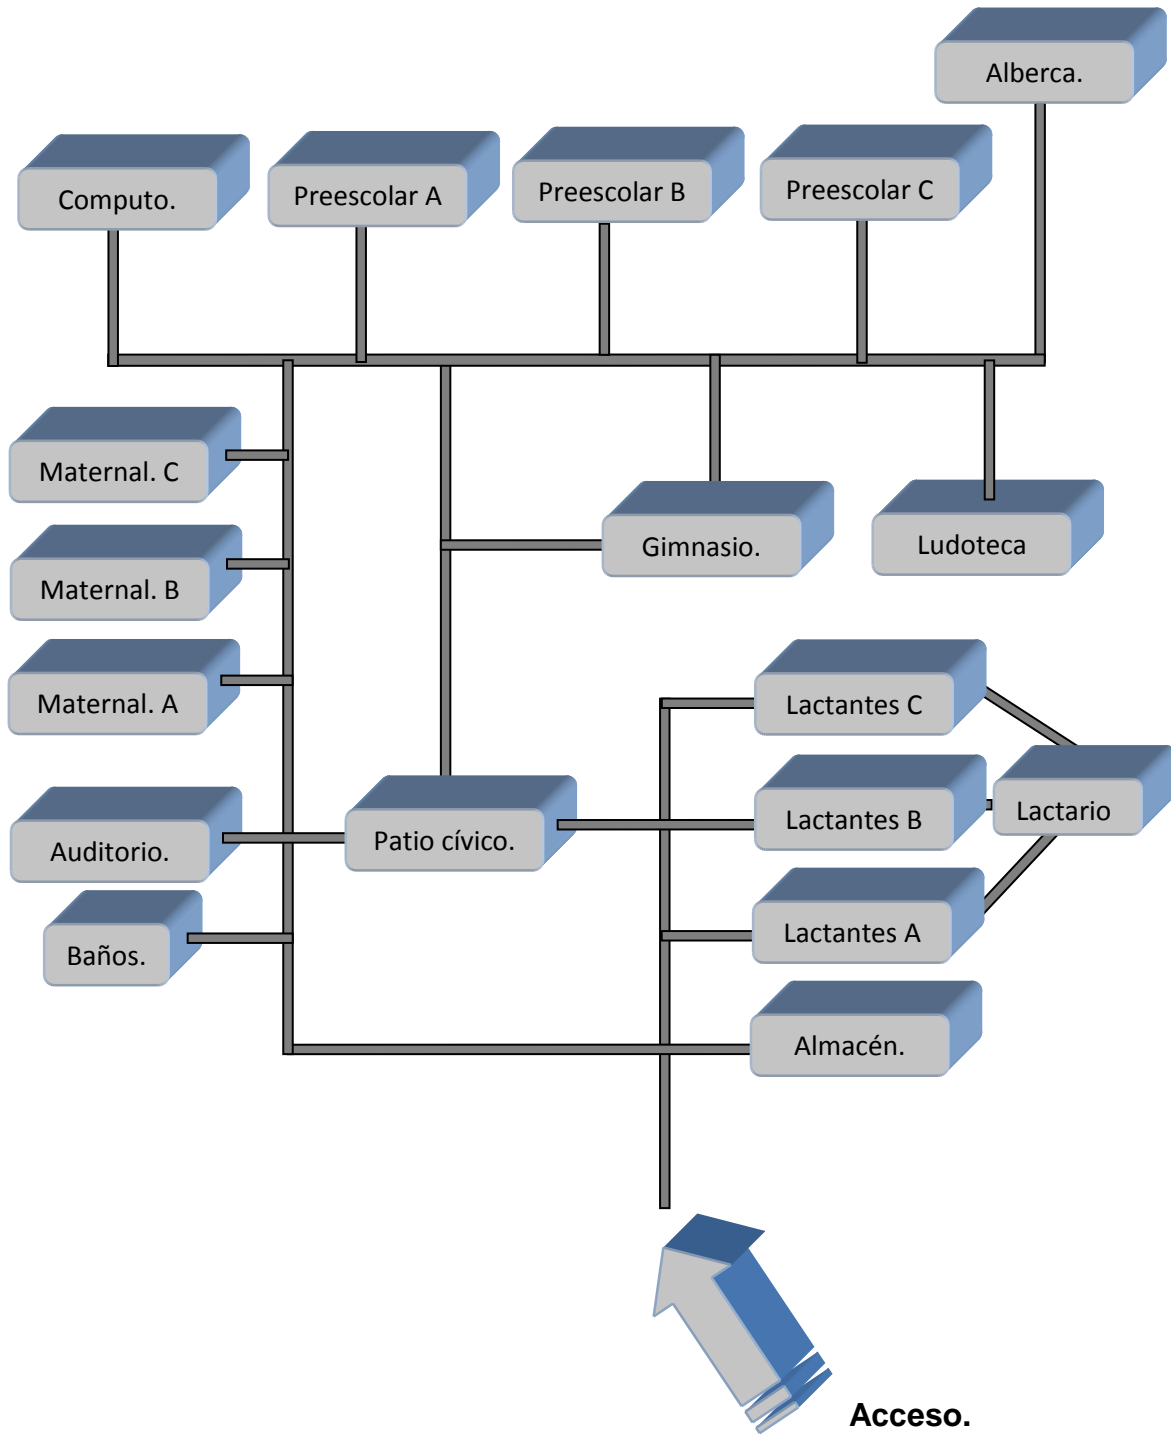 Alberca.
Computo.
Preescolar A
Preescolar B
Preescolar C
Maternal. C
Gimnasio.
Ludoteca
Maternal. B
Maternal. A
Lactantes C
Lactantes B
Lactario
Auditorio.
Patio cívico.
Lactantes A
Baños.
Almacén.
Acceso.